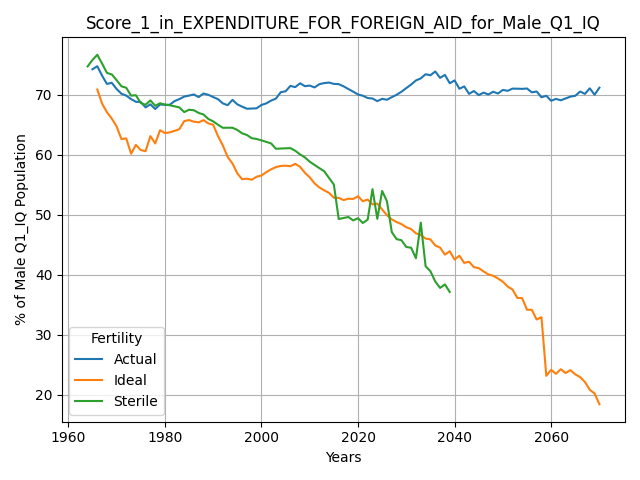 Score_1_in_EXPENDITURE_FOR_FOREIGN_AID_for_Male_Q1_IQ
% of Male Q1_IQ Population
70
60
50
40
30
20
Fertility
Actual
Ideal
Sterile
1960 1980 2000 2020 2040 2060
Years